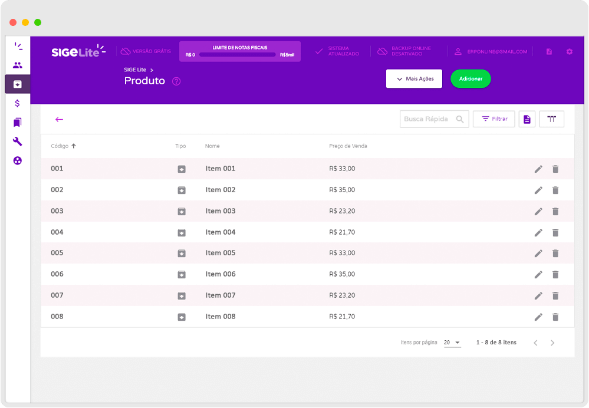 SIGE Lite
VERSÃO GRÁTIS
LIMITE DE NOTAS FISCAIS
R$ 0
SISTEMA
ATUALIZADO
BACKUP ONLINE
DESATIVADO
SIGE Lite >
Produto
Mais Ações
Adicionar
Busca Rápida
Filtrar
Código Tipo Nome Preço de Venda
001 Item 001 R$ 33,00
002 Item 002 R$ 35,00
003 Item 003 R$ 23,20
004 Item 004 R$ 21,70
005 Item 005 R$ 33,00
006 Item 006 R$ 35,00
007 Item 007 R$ 23,20
008 Item 008 R$ 21,70
Itens por página 20 1 - 8 de 8 itens